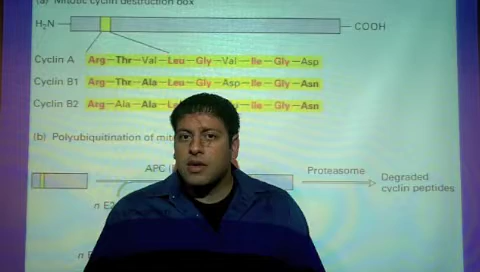 (a) Mitotic cyclin destruction box
H₂N COOH
Cyclin A Arg – Thr – Val – Leu – Gly – Val – Ile – Gly – Asp
Cyclin B1 Arg – Thr – Ala – Leu – Gly – Asp – Ile – Gly – Asn
Cyclin B2 Arg – Ala – Ala – Ile – Gly – Asn
(b) Polyubiquitination of
APC Proteasome
Degraded
cyclin peptides
n E2
n